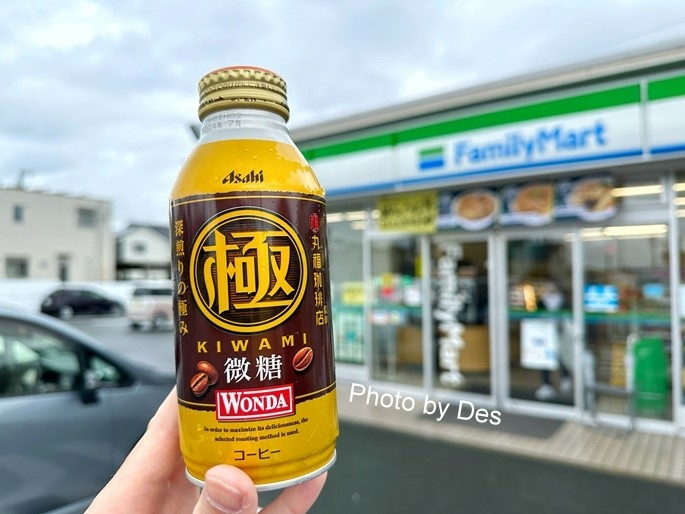 Asahi
深煎りの極み
極
丸福珈琲店
KIWAMI
微糖
WONDA
In order to maximize its deliciousness, the
selected roasting method is used.
コーヒー
FamilyMart
FamilyMart
Photo by Des